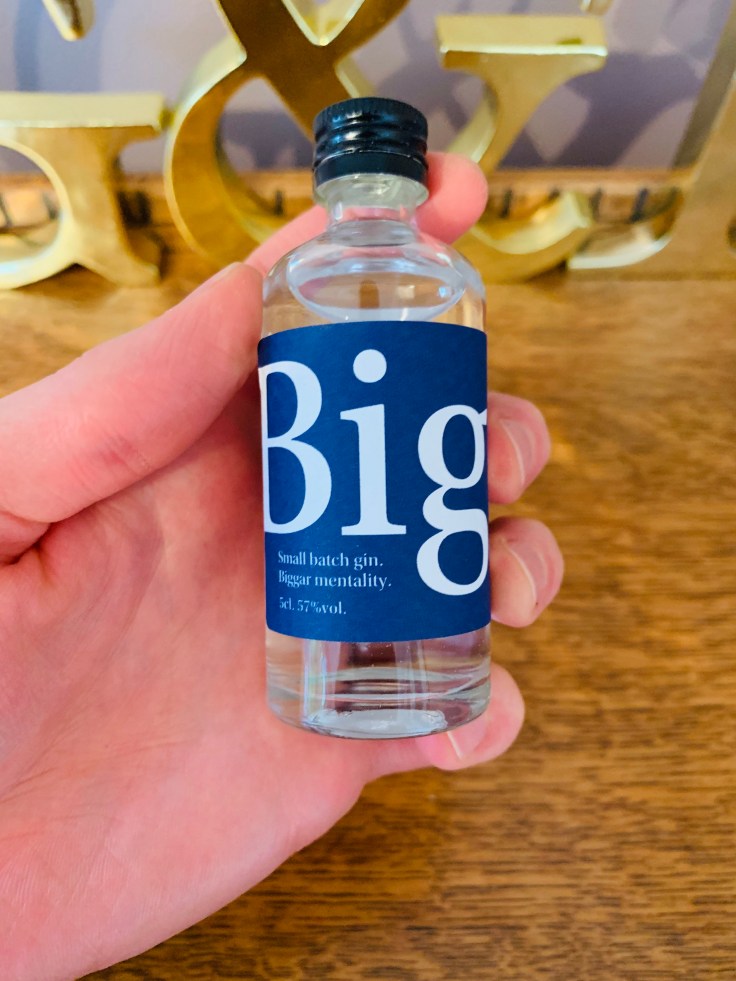 &
Big
Small batch gin.
Biggar mentality.
5cl. 57%vol.